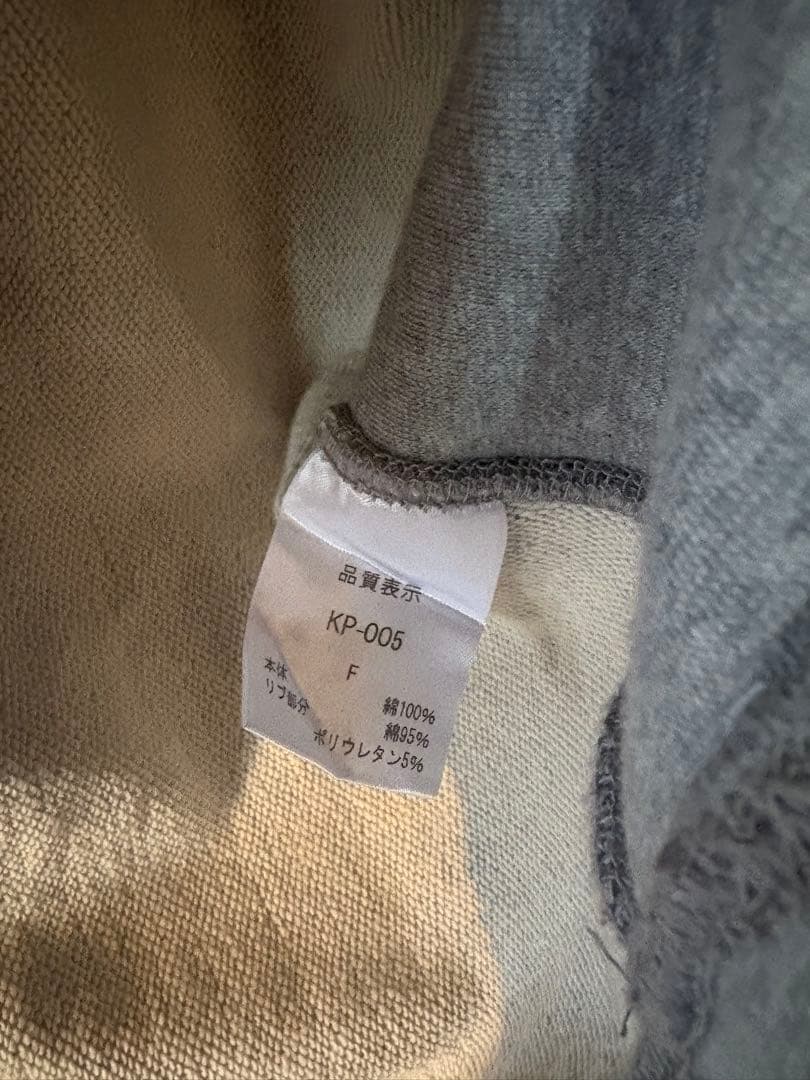 品質表示
KP-005
F
本体 綿100%
リブ部分 綿95%
ポリウレタン5%